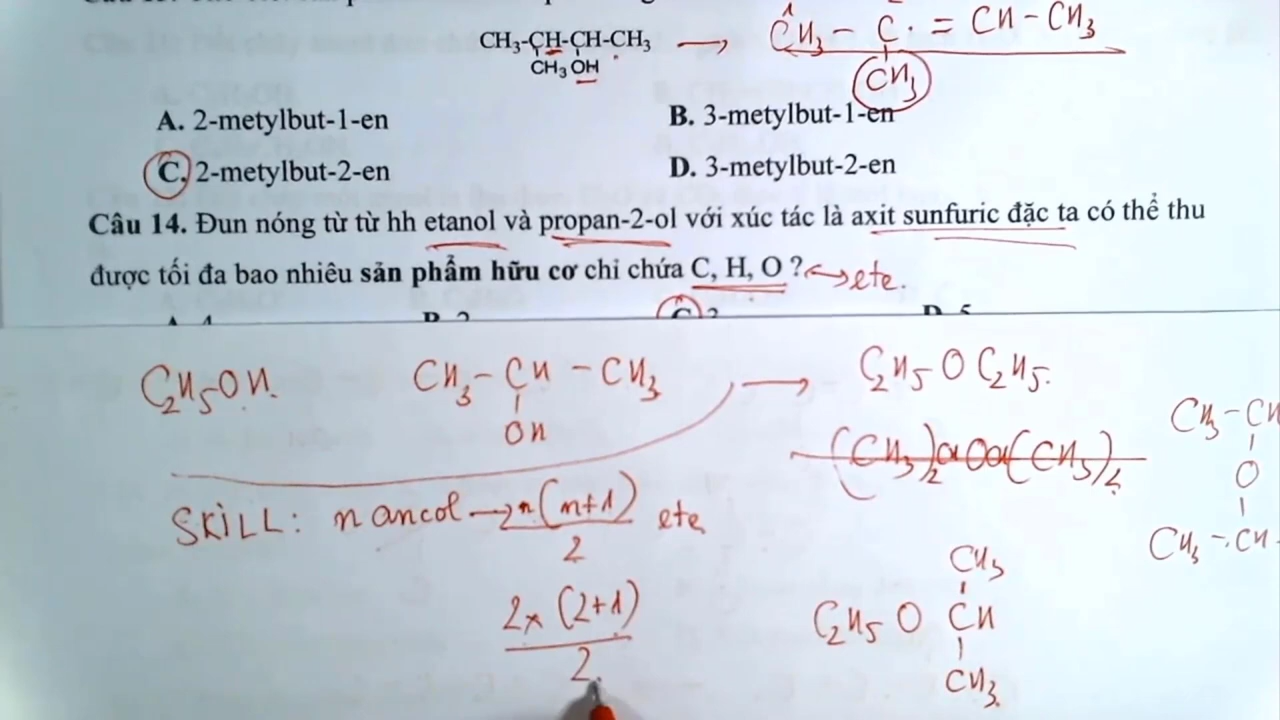 CH₃-CH-CH-CH₃ → CH₃ - C = CH - CH₃
CH₃ OH
CH₃
A. 2-metylbut-1-en B. 3-metylbut-1-en
C. 2-metylbut-2-en D. 3-metylbut-2-en
Câu 14. Đun nóng từ từ hh etanol và propan-2-ol với xúc tác là axit sunfuric đặc ta có thể thu
được tối đa bao nhiêu sản phẩm hữu cơ chỉ chứa C, H, O ? ete.
C₂H₅OH. CH₃ - CH - CH₃ → C₂H₅OC₂H₅.
OH
(CH₃)₂CHOCH(CH₃)₂
CH₃ - CH
O
CH₃ - CH
SKILL: n ancol → n(n+1)/2 ete
2x(2+1)
2
CH₃
C₂H₅ O CH
CH₃